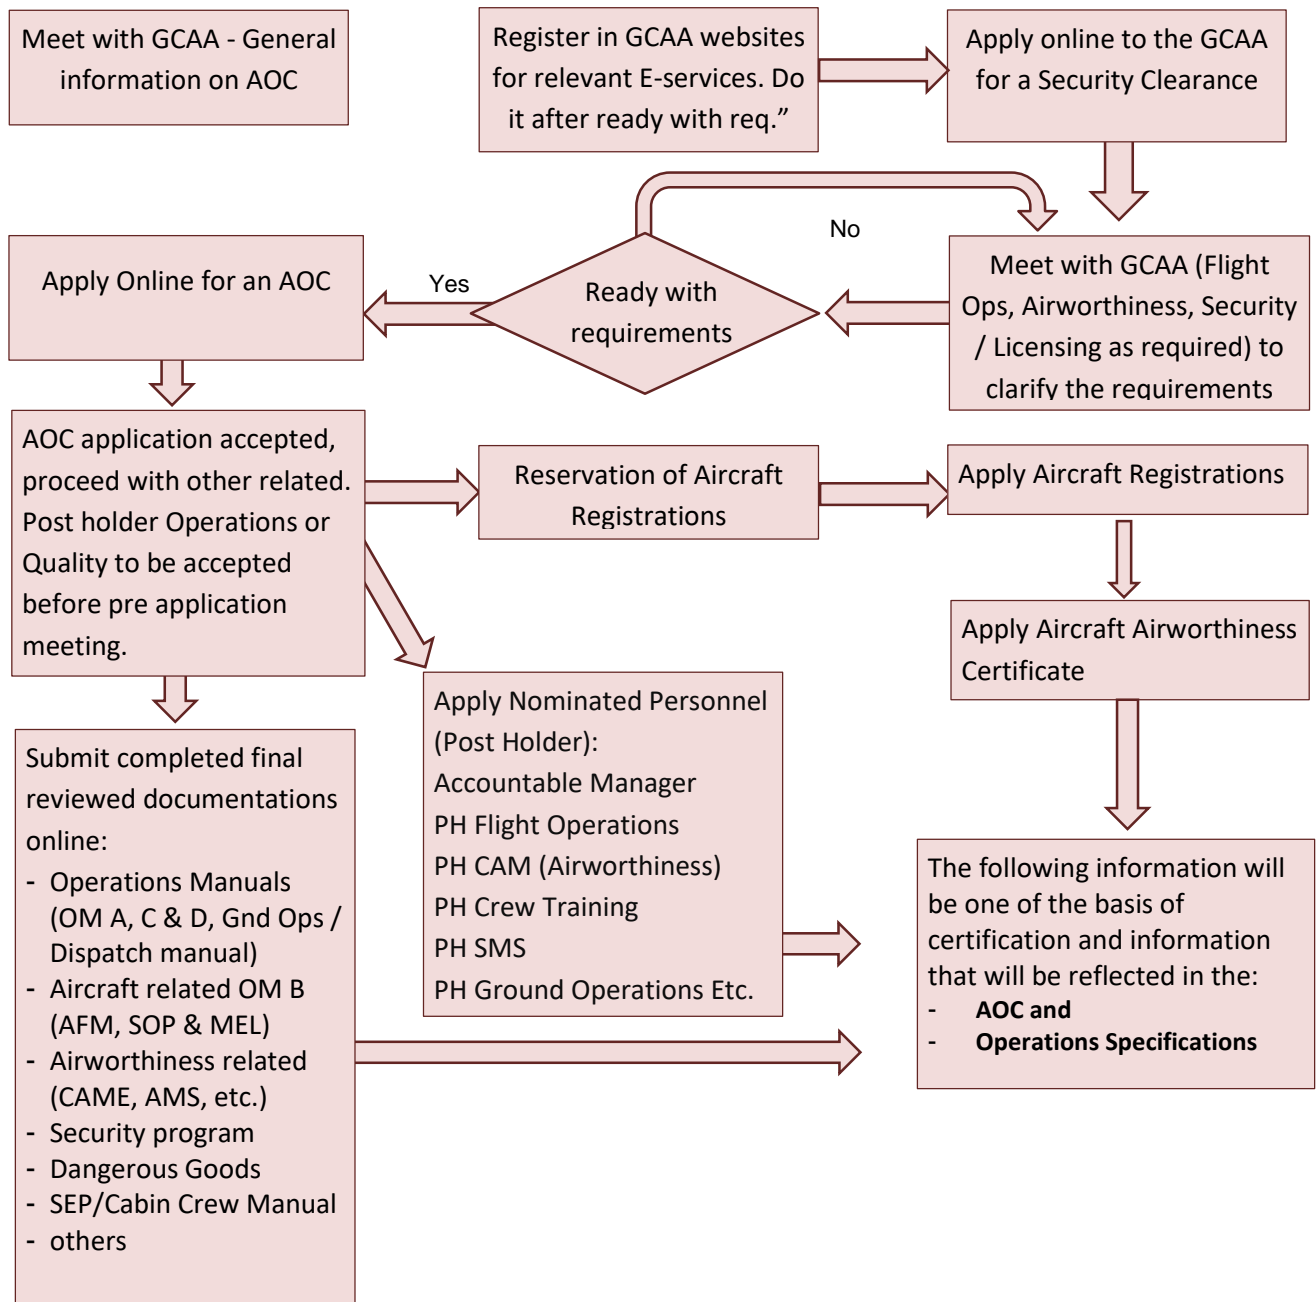 Meet with GCAA - General
information on AOC
Register in GCAA websites
for relevant E-services. Do
it after ready with req.”
Apply online to the GCAA
for a Security Clearance
No
Meet with GCAA (Flight
Ops, Airworthiness, Security
/ Licensing as required) to
clarify the requirements
Ready with
requirements
Yes
Apply Online for an AOC
AOC application accepted,
proceed with other related.
Post holder Operations or
Quality to be accepted
before pre application
meeting.
Reservation of Aircraft
Registrations
Apply Aircraft Registrations
Apply Aircraft Airworthiness
Certificate
Apply Nominated Personnel
(Post Holder):
Accountable Manager
PH Flight Operations
PH CAM (Airworthiness)
PH Crew Training
PH SMS
PH Ground Operations Etc.
Submit completed final
reviewed documentations
online:
- Operations Manuals
(OM A, C & D, Gnd Ops /
Dispatch manual)
- Aircraft related OM B
(AFM, SOP & MEL)
- Airworthiness related
(CAME, AMS, etc.)
- Security program
- Dangerous Goods
- SEP/Cabin Crew Manual
- others
The following information will
be one of the basis of
certification and information
that will be reflected in the:
- AOC and
- Operations Specifications